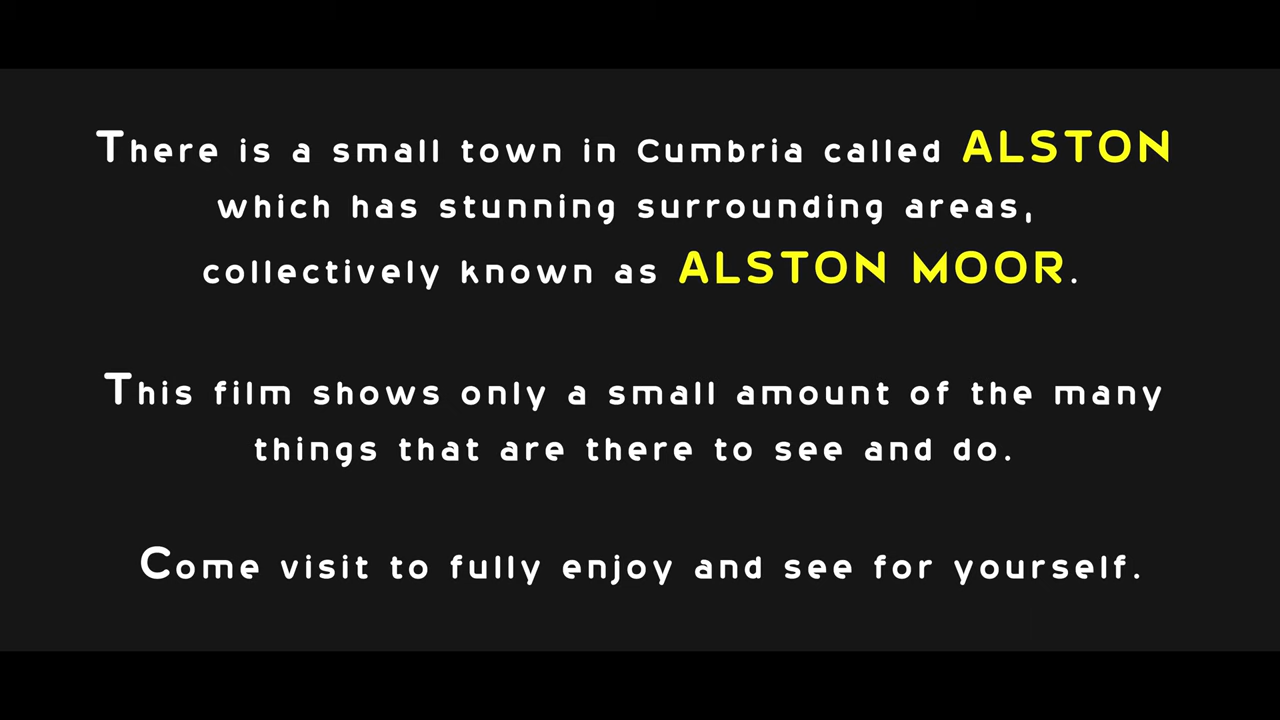 There is a small town in Cumbria called ALSTON
which has stunning surrounding areas,
collectively known as ALSTON MOOR.
This film shows only a small amount of the many
things that are there to see and do.
Come visit to fully enjoy and see for yourself.